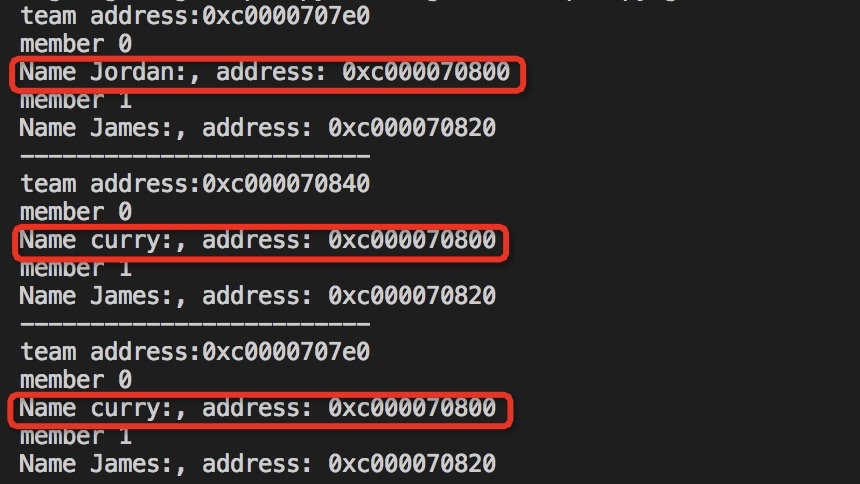 team address:0xc0000707e0
member 0
Name Jordan:, address: 0xc000070800
member 1
Name James:, address: 0xc000070820
--------------------------
team address:0xc000070840
member 0
Name curry:, address: 0xc000070800
member 1
Name James:, address: 0xc000070820
--------------------------
team address:0xc0000707e0
member 0
Name curry:, address: 0xc000070800
member 1
Name James:, address: 0xc000070820